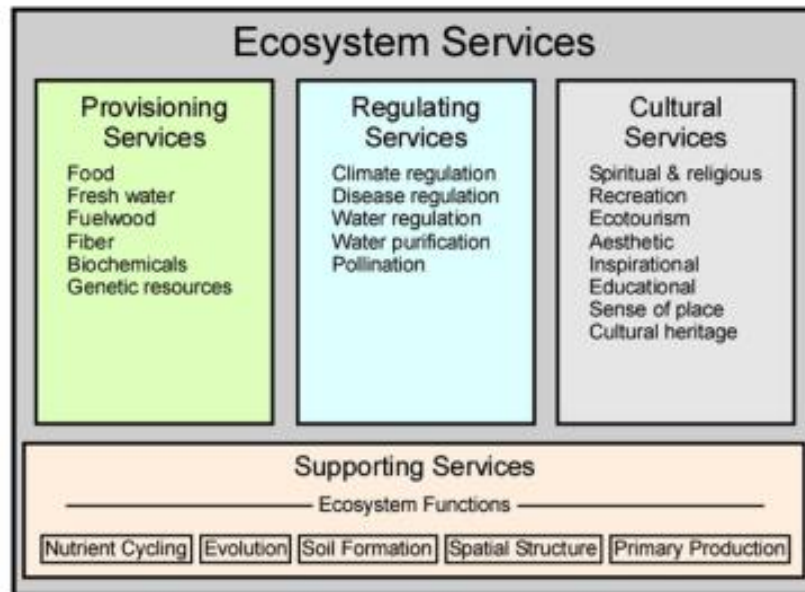 Ecosystem Services
Provisioning
Services
Food
Fresh water
Fuelwood
Fiber
Biochemicals
Genetic resources
Regulating
Services
Climate regulation
Disease regulation
Water regulation
Water purification
Pollination
Cultural
Services
Spiritual & religious
Recreation
Ecotourism
Aesthetic
Inspirational
Educational
Sense of place
Cultural heritage
Supporting Services
Ecosystem Functions
Nutrient Cycling Evolution Soil Formation Spatial Structure Primary Production